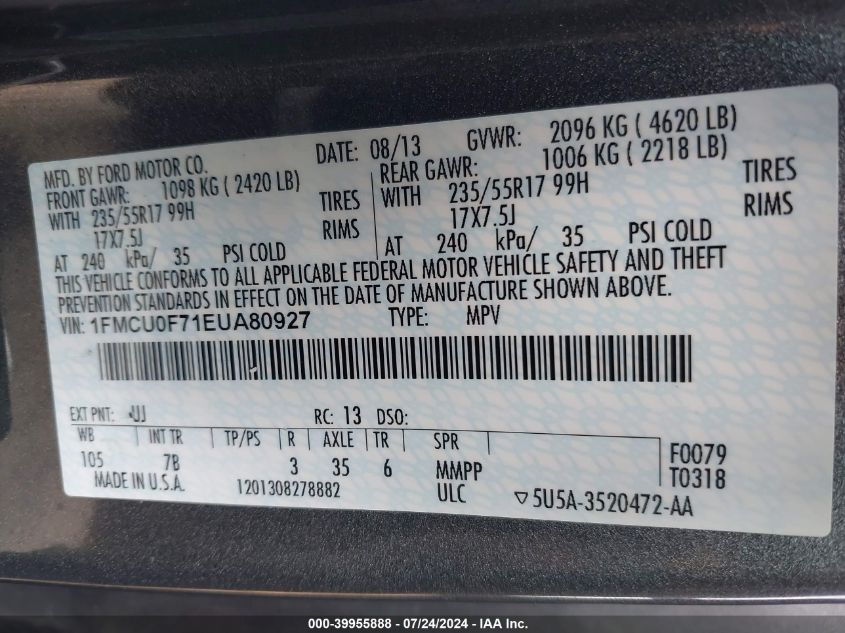 MFD. BY FORD MOTOR CO. DATE: 08/13 GVWR: 2096 KG ( 4620 LB)
FRONT GAWR: 1098 KG ( 2420 LB) REAR GAWR: 1006 KG ( 2218 LB)
WITH 235/55R17 99H TIRES WITH 235/55R17 99H TIRES
17X7.5J RIMS 17X7.5J RIMS
AT 240 kPa/ 35 PSI COLD AT 240 kPa/ 35 PSI COLD
THIS VEHICLE CONFORMS TO ALL APPLICABLE FEDERAL MOTOR VEHICLE SAFETY AND THEFT
PREVENTION STANDARDS IN EFFECT ON THE DATE OF MANUFACTURE SHOWN ABOVE.
VIN: 1FMCU0F71EUA80927 TYPE: MPV
EXT PNT: UJ RC: 13 DSO:
WB INT TR TP/PS R AXLE TR SPR F0079
105 7B 3 35 6 MMPP T0318
MADE IN U.S.A. 1201308278882 ULC ▽5U5A-3520472-AA
000-39955888 - 07/24/2024 - IAA Inc.